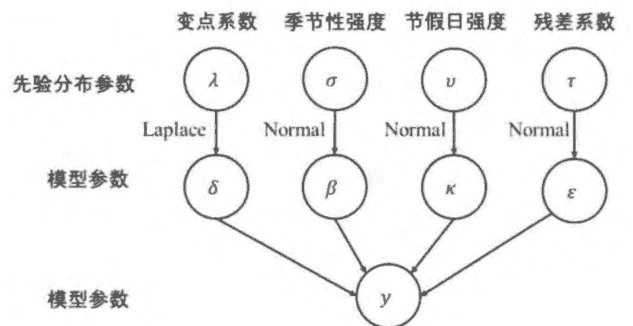 变点系数 季节性强度 节假日强度 残差系数
先验分布参数 λ σ υ τ
Laplace Normal Normal Normal
模型参数 δ β κ ε
模型参数 y